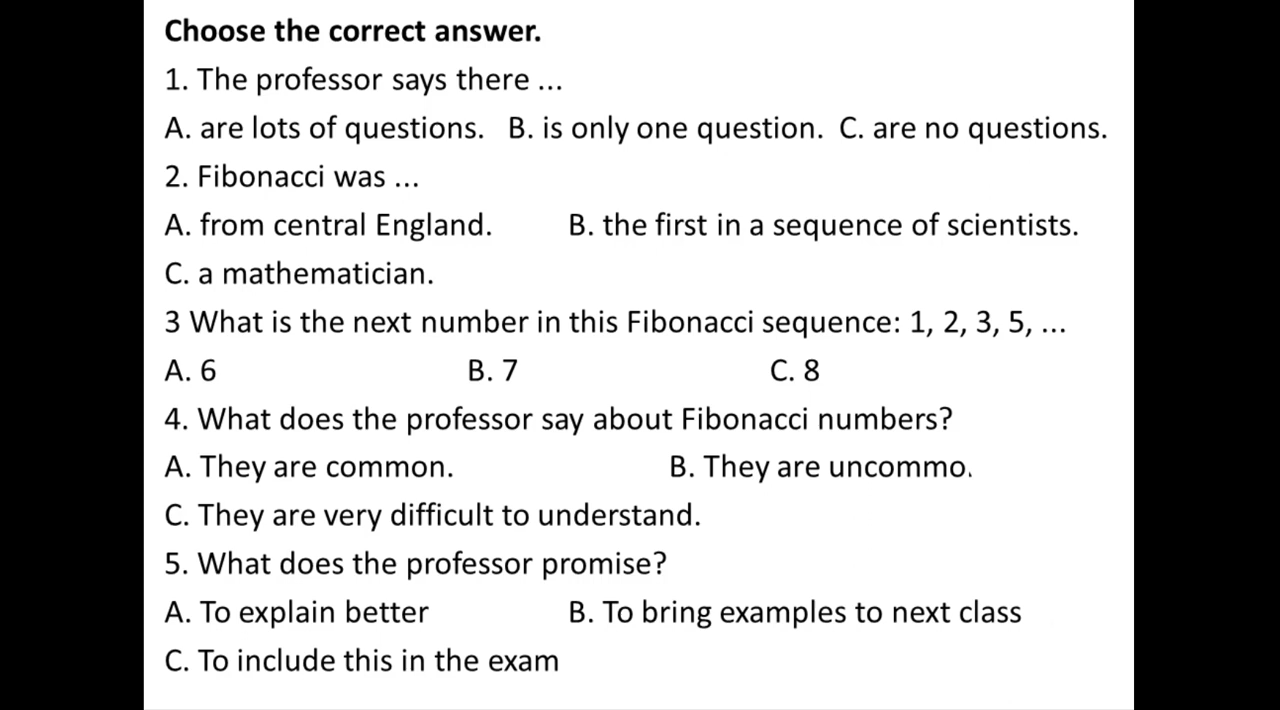 Choose the correct answer.
1. The professor says there ...
A. are lots of questions. B. is only one question. C. are no questions.
2. Fibonacci was ...
A. from central England. B. the first in a sequence of scientists.
C. a mathematician.
3 What is the next number in this Fibonacci sequence: 1, 2, 3, 5, ...
A. 6 B. 7 C. 8
4. What does the professor say about Fibonacci numbers?
A. They are common. B. They are uncommo.
C. They are very difficult to understand.
5. What does the professor promise?
A. To explain better B. To bring examples to next class
C. To include this in the exam